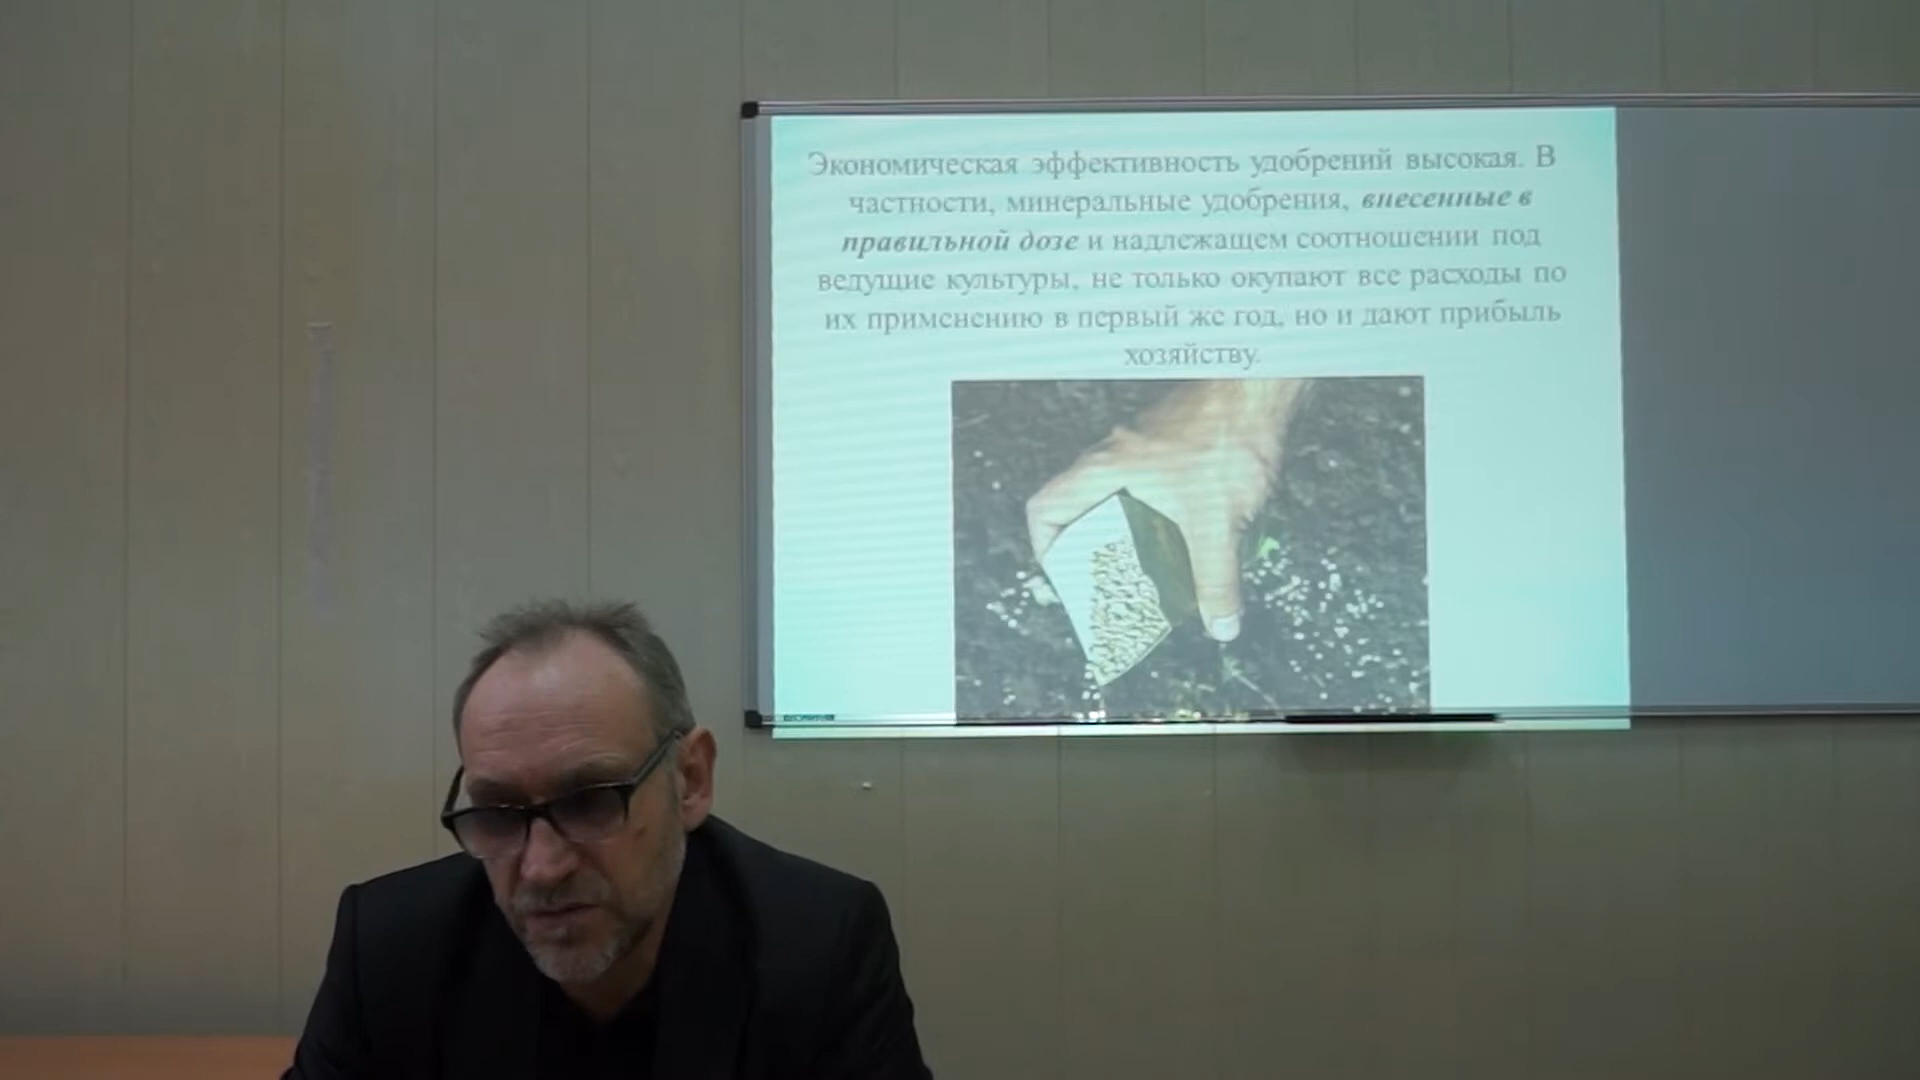 Экономическая эффективность удобрений высокая. В
частности, минеральные удобрения, внесенные в
правильной дозе и надлежащем соотношении под
ведущие культуры, не только окупают все расходы по
их применению в первый же год, но и дают прибыль
хозяйству.